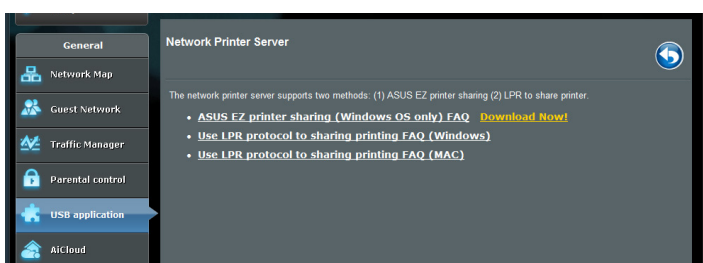 General
Network Map
Guest Network
Traffic Manager
Parental control
USB application
AiCloud
Network Printer Server
The network printer server supports two methods: (1) ASUS EZ printer sharing (2) LPR to share printer.
ASUS EZ printer sharing (Windows OS only) FAQ Download Now!
Use LPR protocol to sharing printing FAQ (Windows)
Use LPR protocol to sharing printing FAQ (MAC)